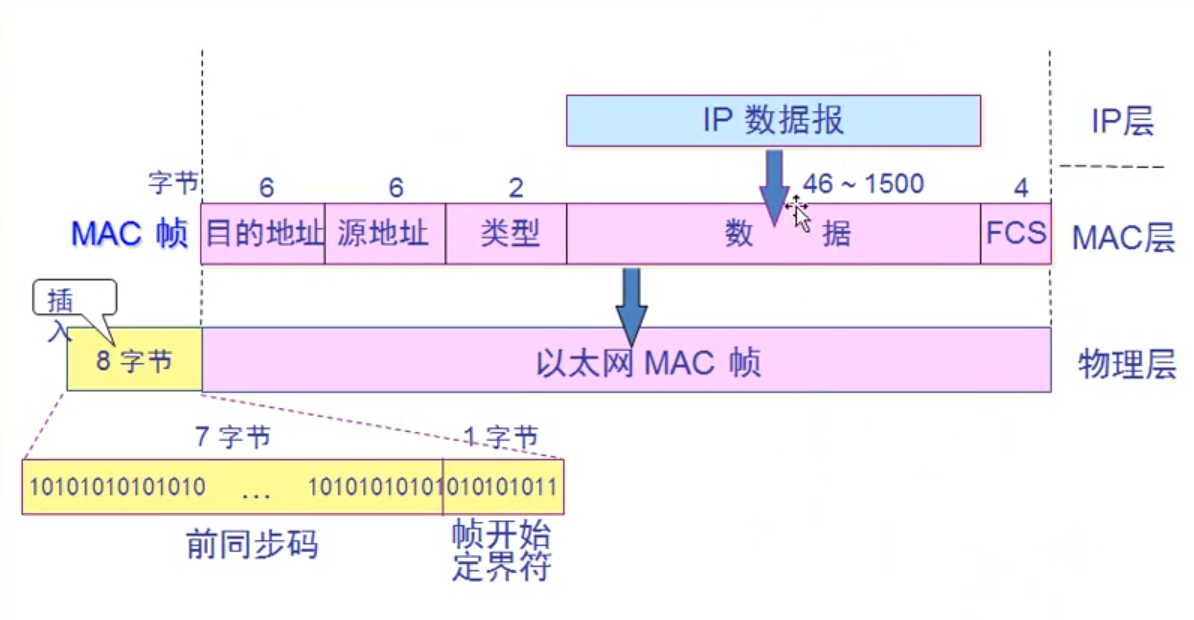 IP 数据报
IP层
字节
6
6
2
46 ~ 1500
4
MAC 帧
目的地址
源地址
类型
数 据
FCS
MAC层
插
入
8 字节
以太网 MAC 帧
物理层
7 字节
1 字节
10101010101010 … 10101010101010101011
前同步码
帧开始
定界符